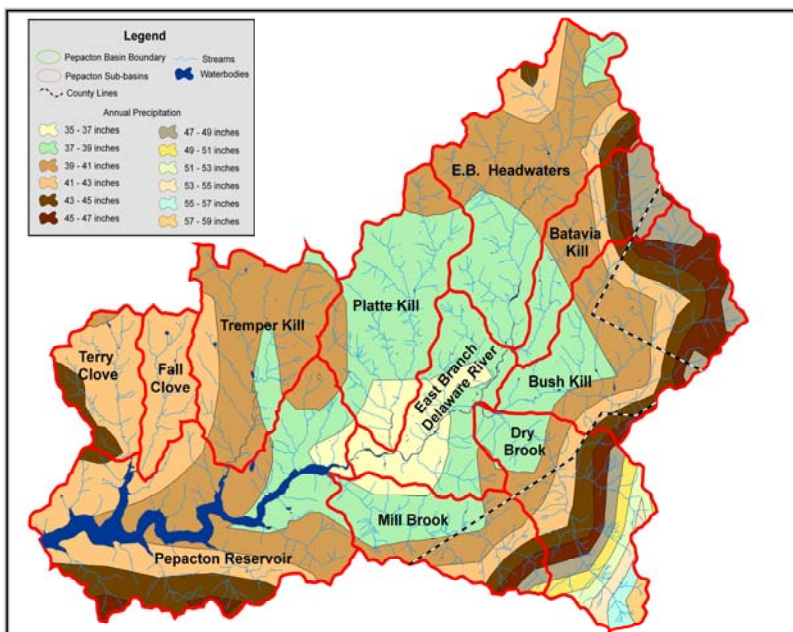 Legend
Pepacton Basin Boundary
Streams
Pepacton Sub-basins
Waterbodies
County Lines
Annual Precipitation
35 - 37 inches
37 - 39 inches
39 - 41 inches
41 - 43 inches
43 - 45 inches
45 - 47 inches
47 - 49 inches
49 - 51 inches
51 - 53 inches
53 - 55 inches
55 - 57 inches
57 - 59 inches
E.B. Headwaters
Batavia
Kill
Platte Kill
Tremper Kill
Terry
Clove
Fall
Clove
East Branch
Delaware River
Bush Kill
Dry
Brook
Mill Brook
Pepacton Reservoir